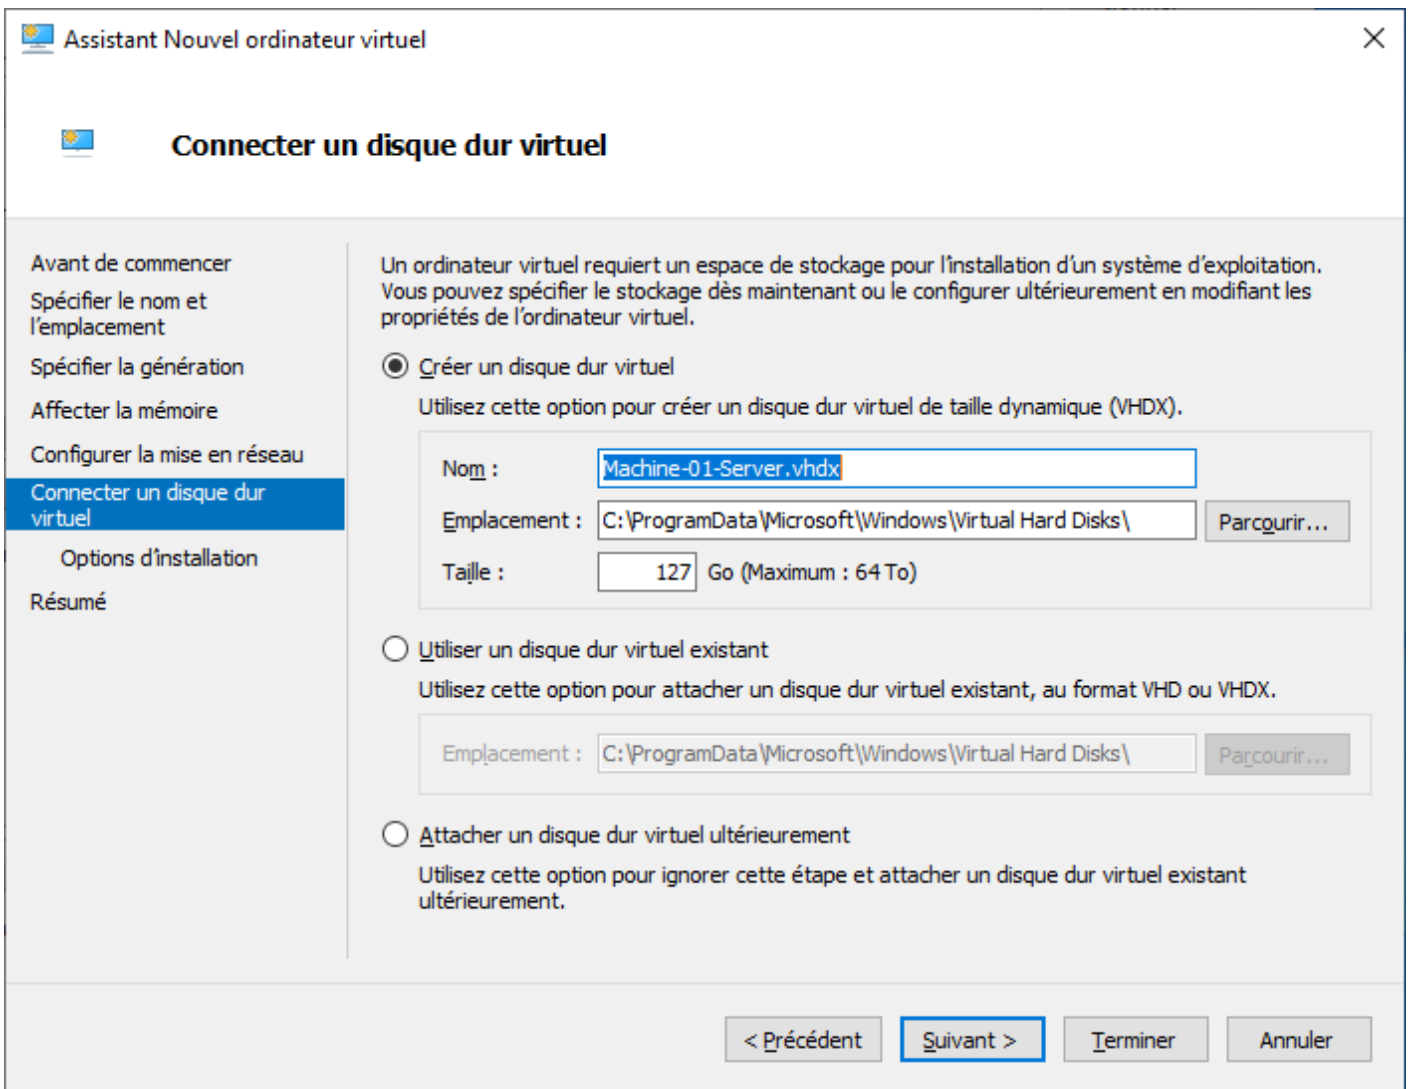 Assistant Nouvel ordinateur virtuel
Connecter un disque dur virtuel
Avant de commencer
Spécifier le nom et
l'emplacement
Spécifier la génération
Affecter la mémoire
Configurer la mise en réseau
Connecter un disque dur
virtuel
Options d'installation
Résumé
Un ordinateur virtuel requiert un espace de stockage pour l'installation d'un système d'exploitation.
Vous pouvez spécifier le stockage dès maintenant ou le configurer ultérieurement en modifiant les
propriétés de l'ordinateur virtuel.
Créer un disque dur virtuel
Utilisez cette option pour créer un disque dur virtuel de taille dynamique (VHDX).
Nom : Machine-01-Server.vhdx
Emplacement : C:\ProgramData\Microsoft\Windows\Virtual Hard Disks\ Parcourir...
Taille : 127 Go (Maximum : 64 To)
Utiliser un disque dur virtuel existant
Utilisez cette option pour attacher un disque dur virtuel existant, au format VHD ou VHDX.
Emplacement : C:\ProgramData\Microsoft\Windows\Virtual Hard Disks\ Parcourir...
Attacher un disque dur virtuel ultérieurement
Utilisez cette option pour ignorer cette étape et attacher un disque dur virtuel existant
ultérieurement.
< Précédent Suivant > Terminer Annuler